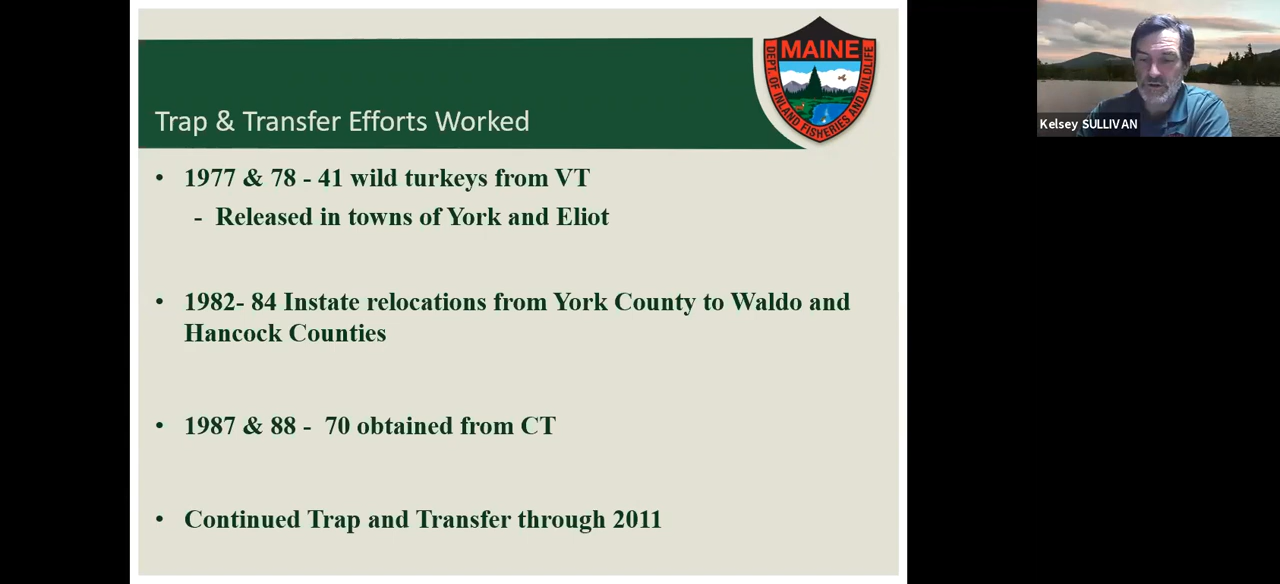 MAINE
DEPT. OF INLAND FISHERIES AND WILDLIFE
Kelsey SULLIVAN
Trap & Transfer Efforts Worked
• 1977 & 78 - 41 wild turkeys from VT
- Released in towns of York and Eliot
• 1982- 84 Instate relocations from York County to Waldo and
Hancock Counties
• 1987 & 88 - 70 obtained from CT
• Continued Trap and Transfer through 2011